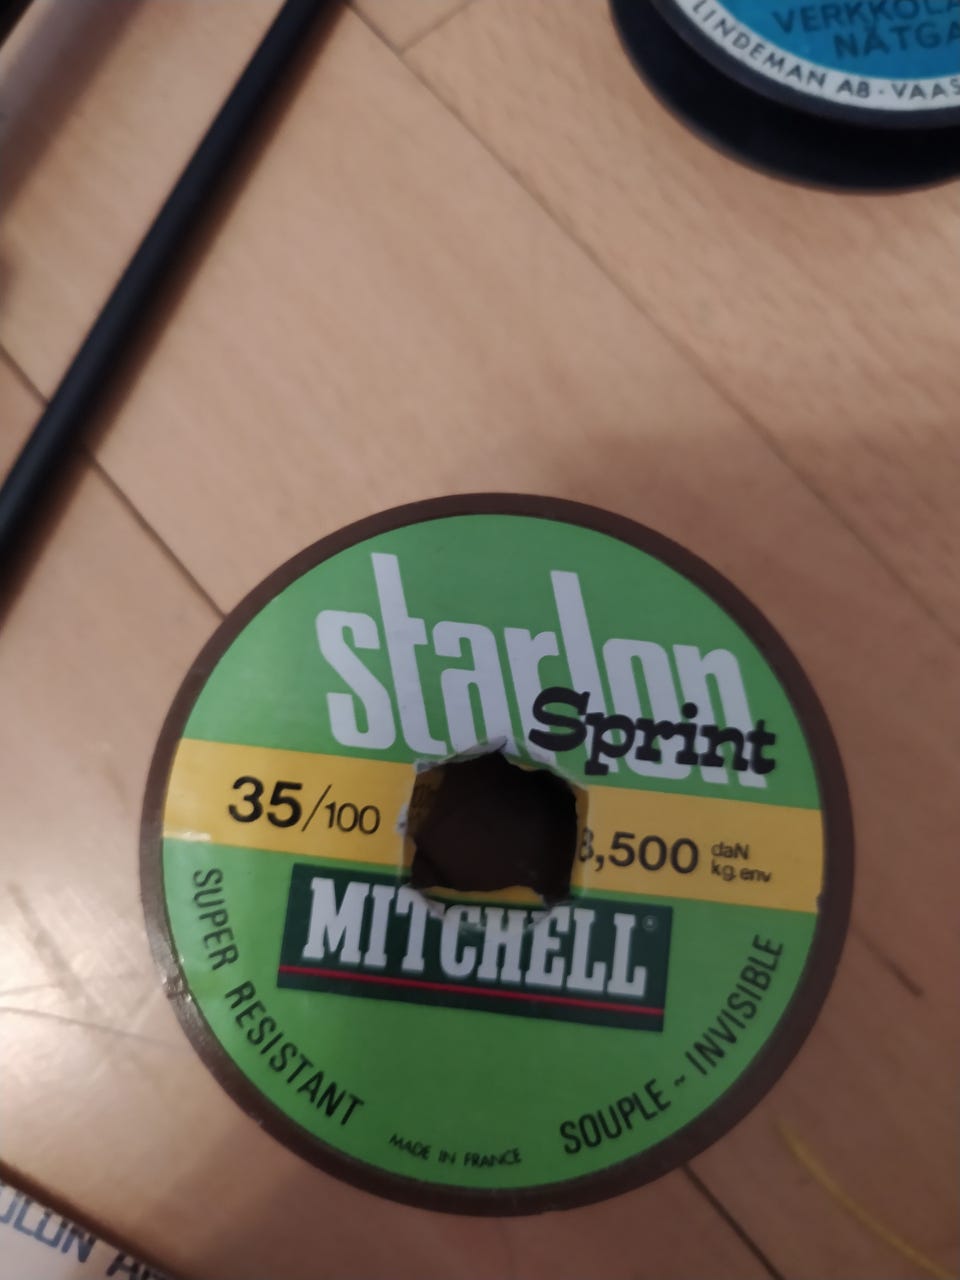 VERKKOLA
NÄTGA
LINDEMAN AB · VAAS
starlon
Sprint
35/100
8,500 daN
kg.env
MITCHELL®
SUPER RESISTANT
SOUPLE ~ INVISIBLE
MADE IN FRANCE